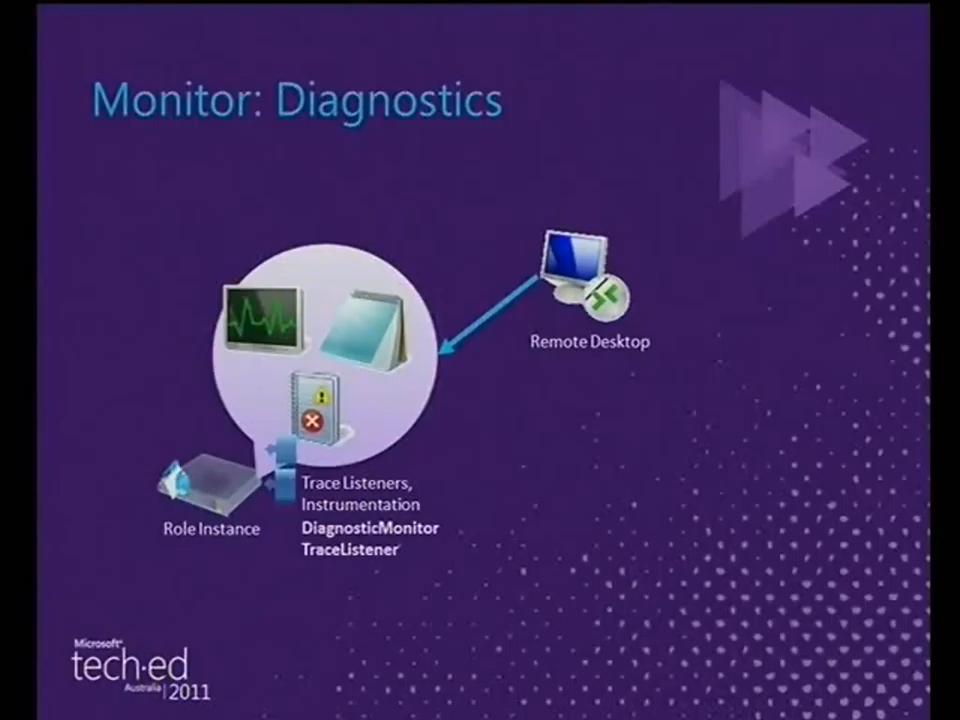 Monitor: Diagnostics
Remote Desktop
Trace Listeners,
Instrumentation
DiagnosticMonitor
TraceListener
Role Instance
Microsoft®
tech·ed
Australia | 2011